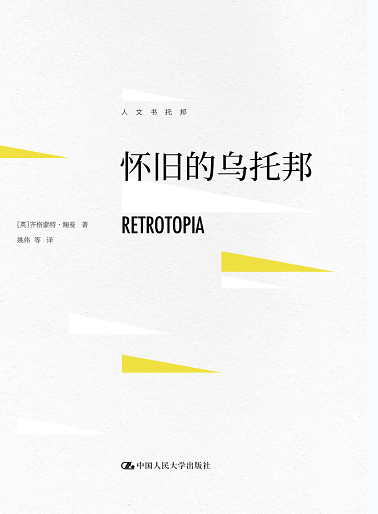 人文书托邦
怀旧的乌托邦
RETROTOPIA
[英]齐格蒙特·鲍曼 著
姚伟 等 译
中国人民大学出版社